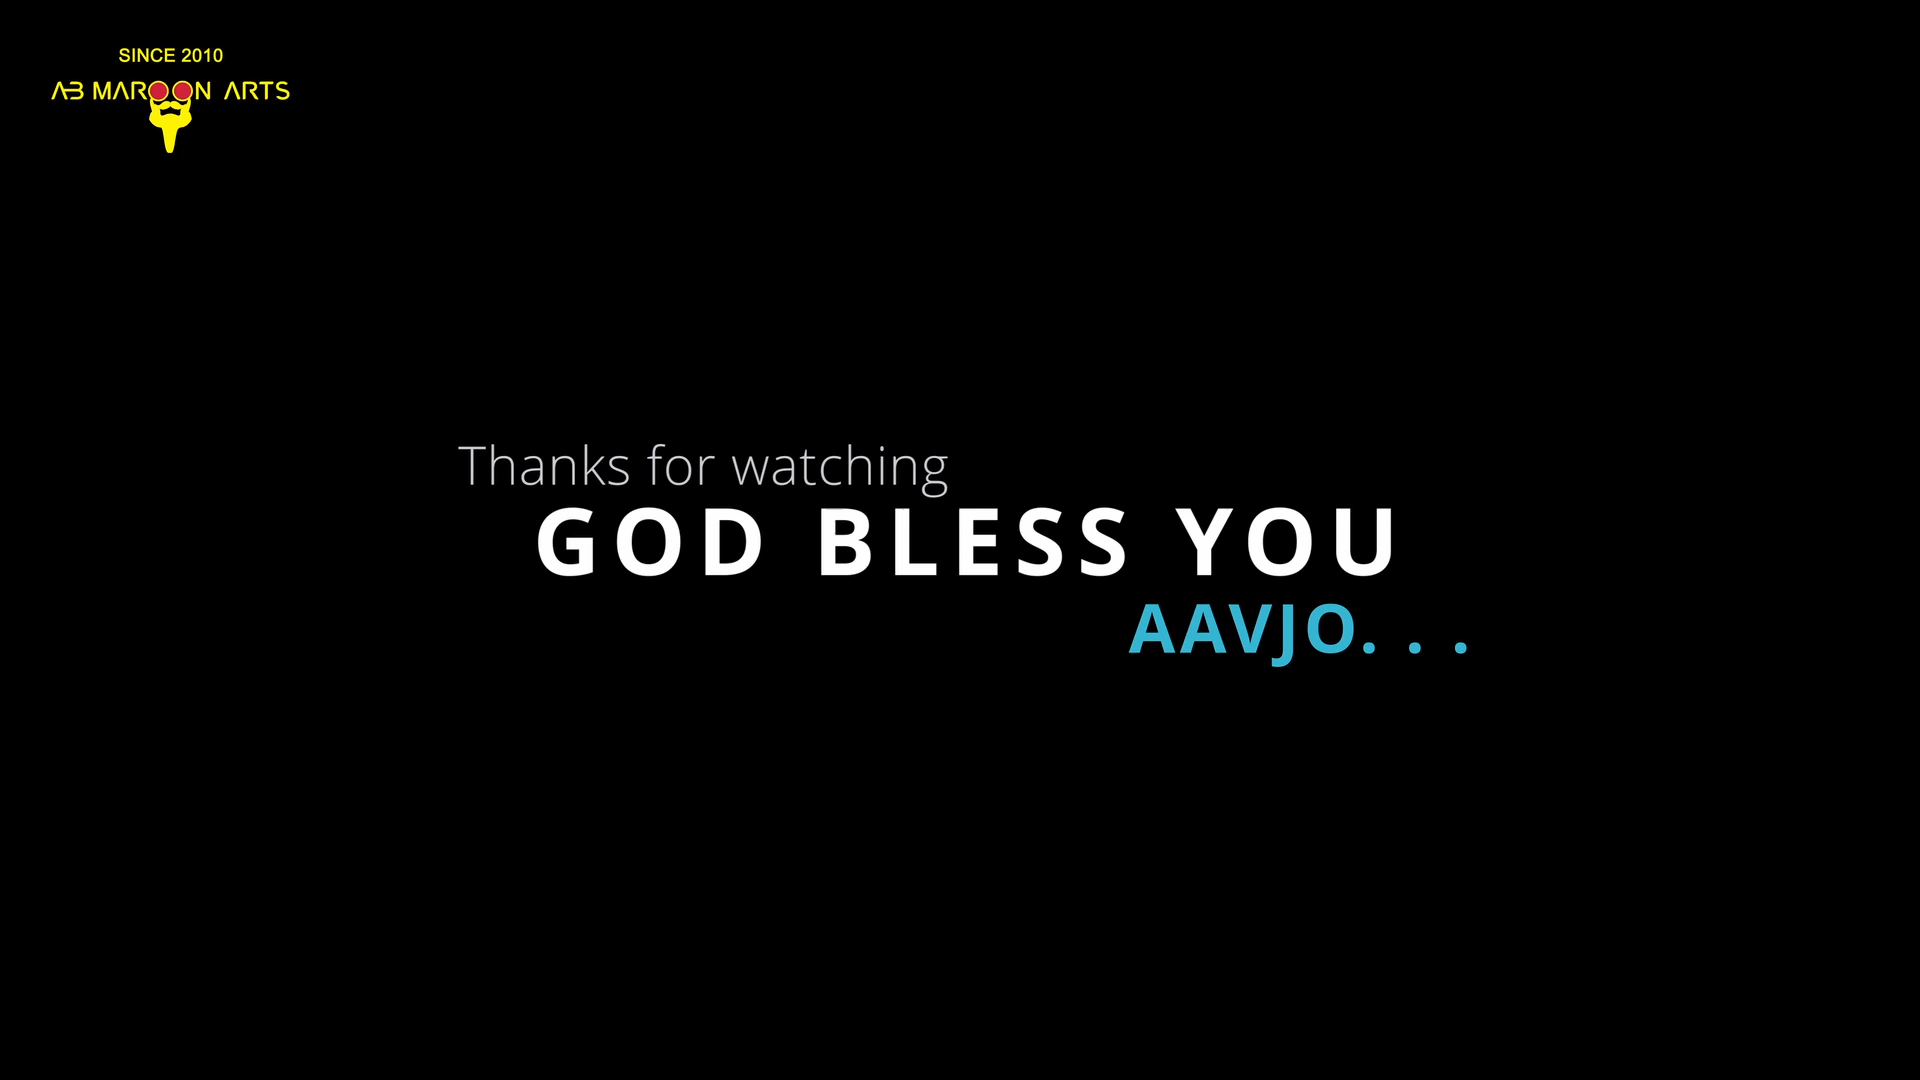 SINCE 2010
AB MAROON ARTS
Thanks for watching
GOD BLESS YOU
AAVJO. . .